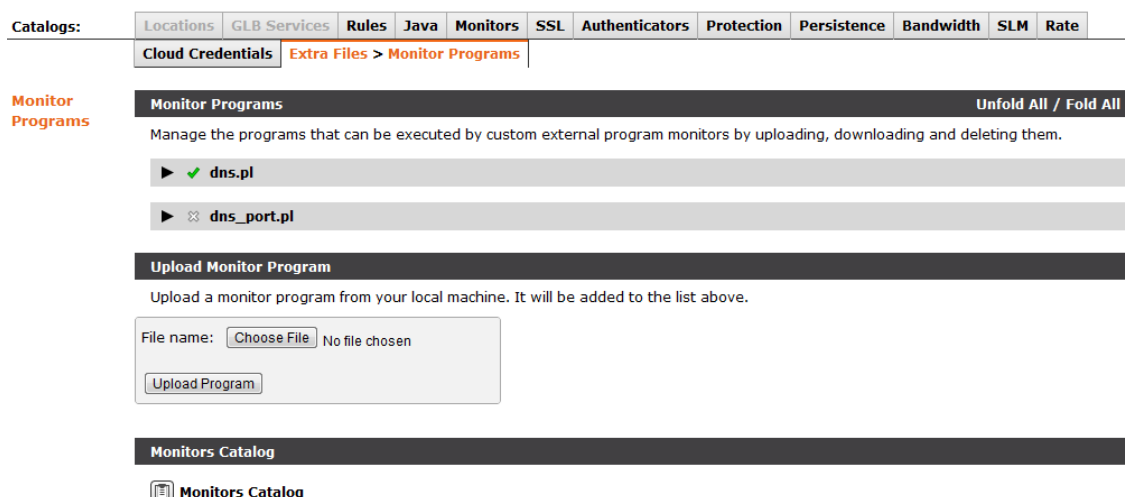 Catalogs: Locations GLB Services Rules Java Monitors SSL Authenticators Protection Persistence Bandwidth SLM Rate
Cloud Credentials Extra Files > Monitor Programs
Monitor Programs
Monitor Programs Unfold All / Fold All
Manage the programs that can be executed by custom external program monitors by uploading, downloading and deleting them.
dns.pl
dns_port.pl
Upload Monitor Program
Upload a monitor program from your local machine. It will be added to the list above.
File name: Choose File No file chosen
Upload Program
Monitors Catalog
Monitors Catalog